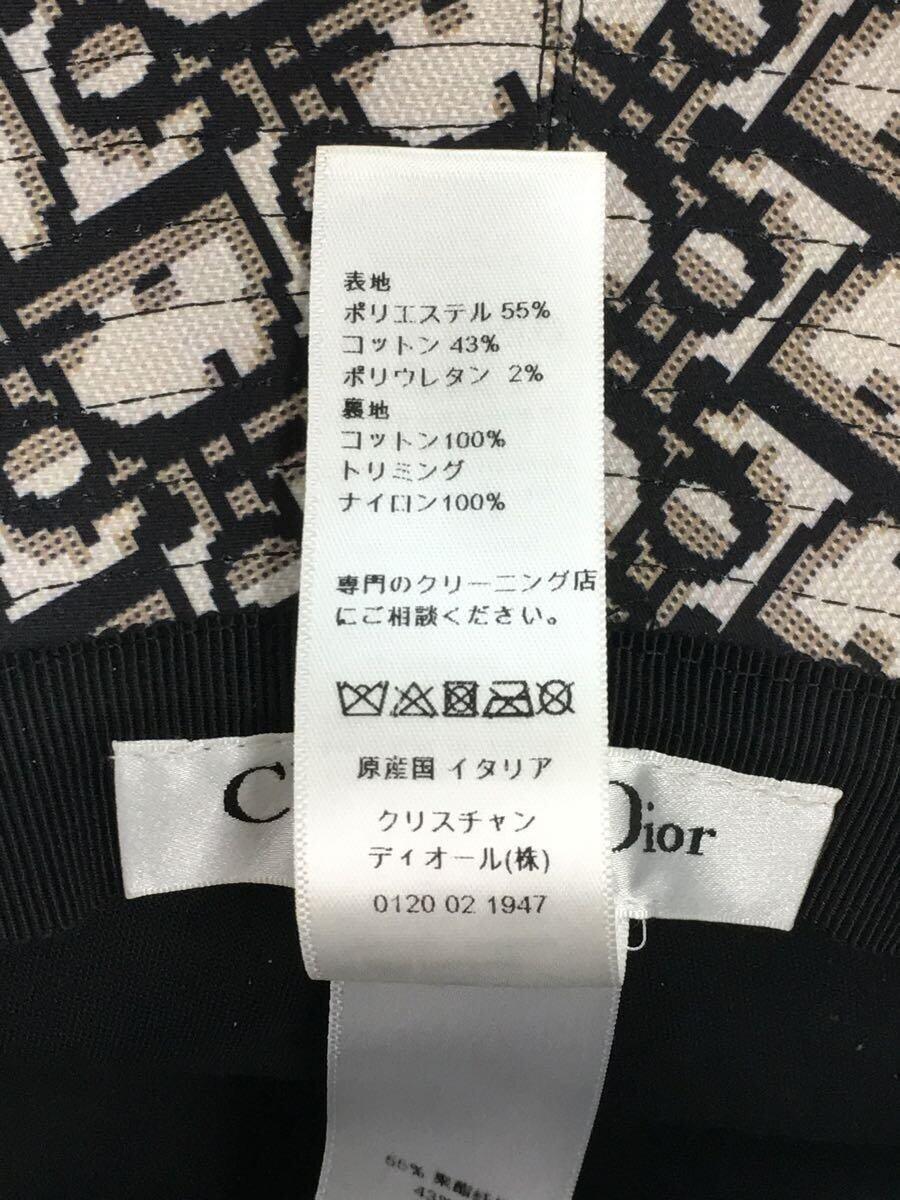 表地
ポリエステル 55%
コットン 43%
ポリウレタン 2%
裏地
コットン100%
トリミング
ナイロン100%
専門のクリーニング店
にご相談ください。
原産国 イタリア
C Dior
クリスチャン
ディオール(株)
0120 02 1947
55%
43%